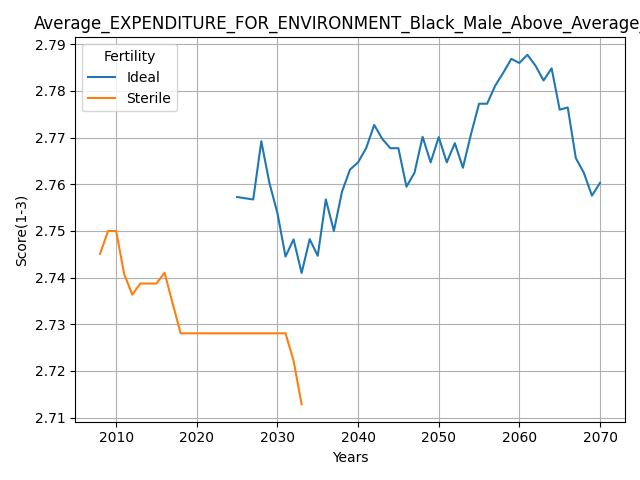 Average_EXPENDITURE_FOR_ENVIRONMENT_Black_Male_Above_Average_
Fertility
Ideal
Sterile
2.79
2.78
2.77
2.76
2.75
2.74
2.73
2.72
2.71
Score(1-3)
2010 2020 2030 2040 2050 2060 2070
Years